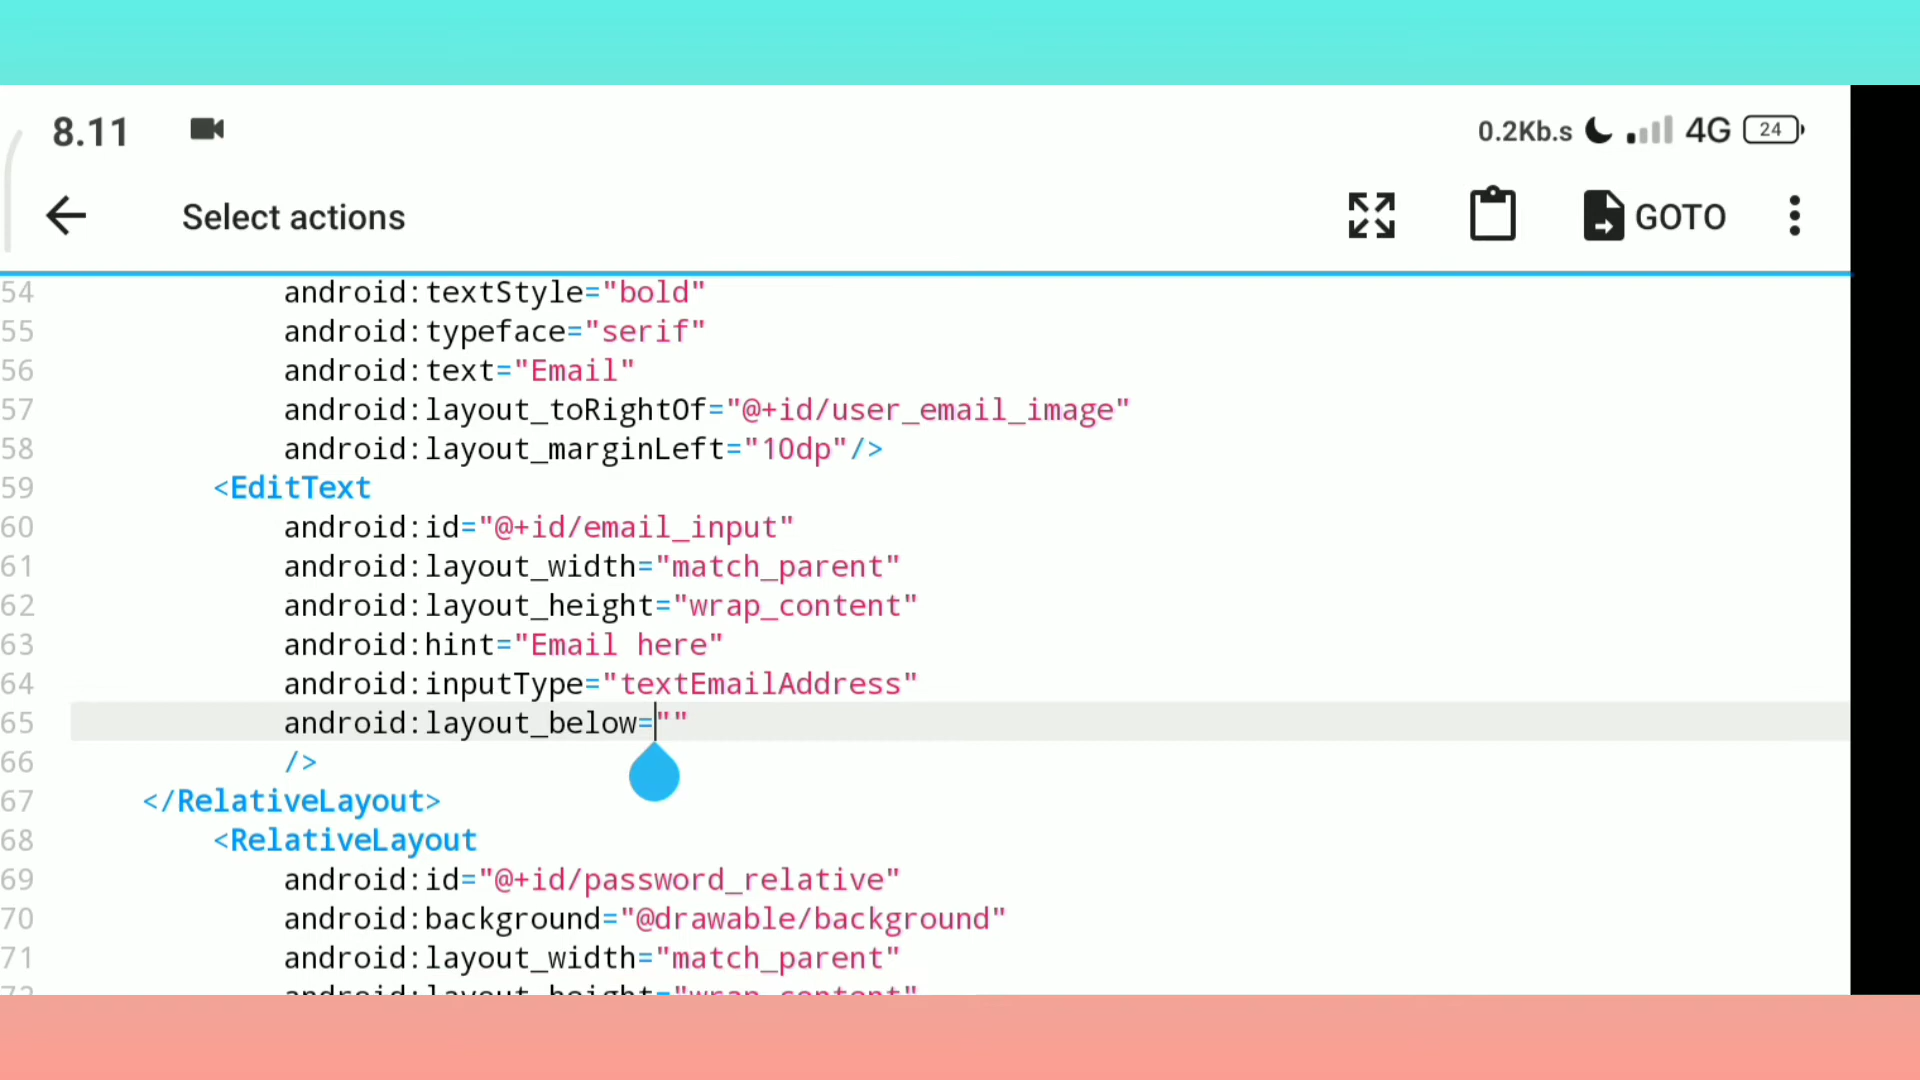 8.11 0.2Kb.s 4G 24
Select actions GOTO
54 android:textStyle="bold"
55 android:typeface="serif"
56 android:text="Email"
57 android:layout_toRightOf="@+id/user_email_image"
58 android:layout_marginLeft="10dp"/>
59 <EditText
60 android:id="@+id/email_input"
61 android:layout_width="match_parent"
62 android:layout_height="wrap_content"
63 android:hint="Email here"
64 android:inputType="textEmailAddress"
65 android:layout_below=""
66 />
67 </RelativeLayout>
68 <RelativeLayout
69 android:id="@+id/password_relative"
70 android:background="@drawable/background"
71 android:layout_width="match_parent"
72 android:layout_height="wrap_content"